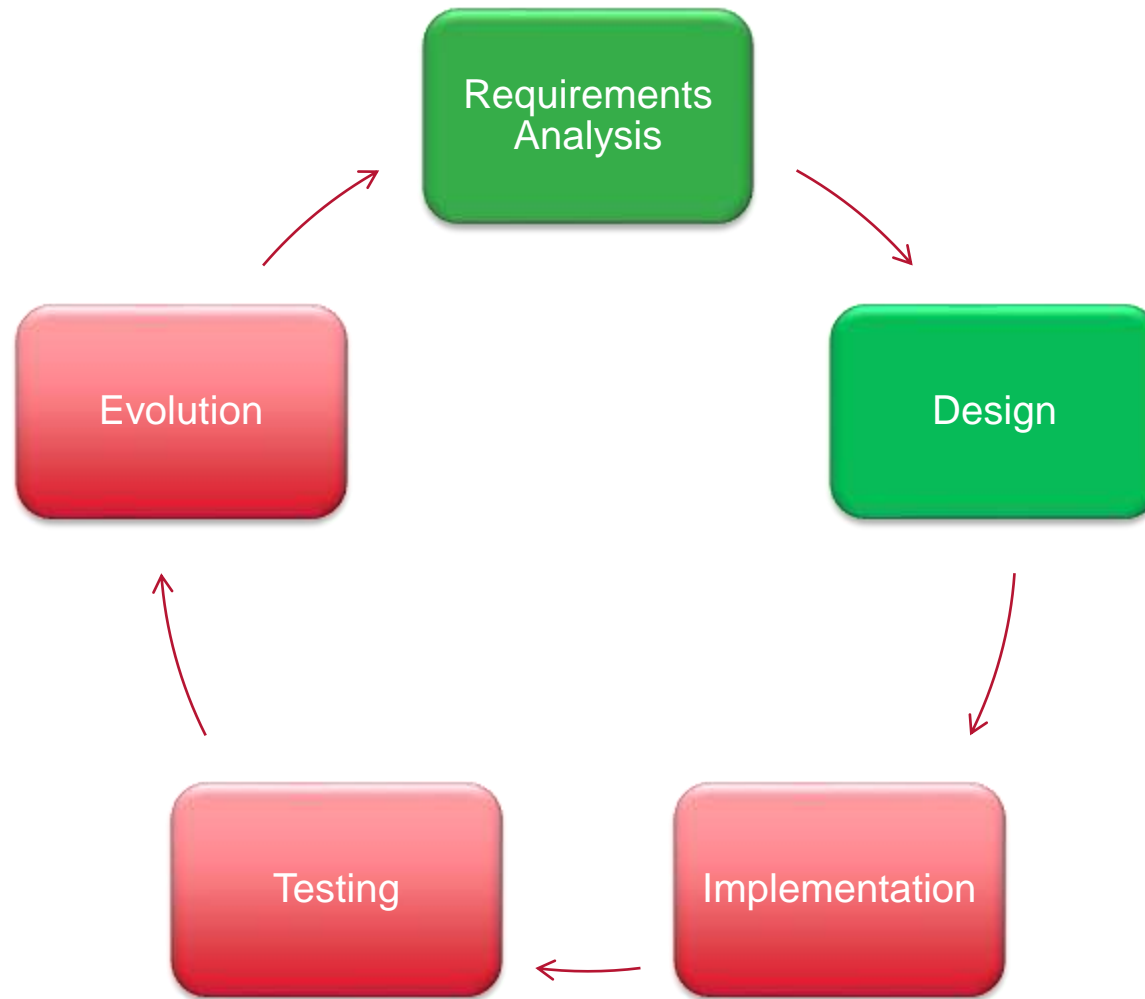 Requirements
Analysis
Evolution
Design
Testing
Implementation